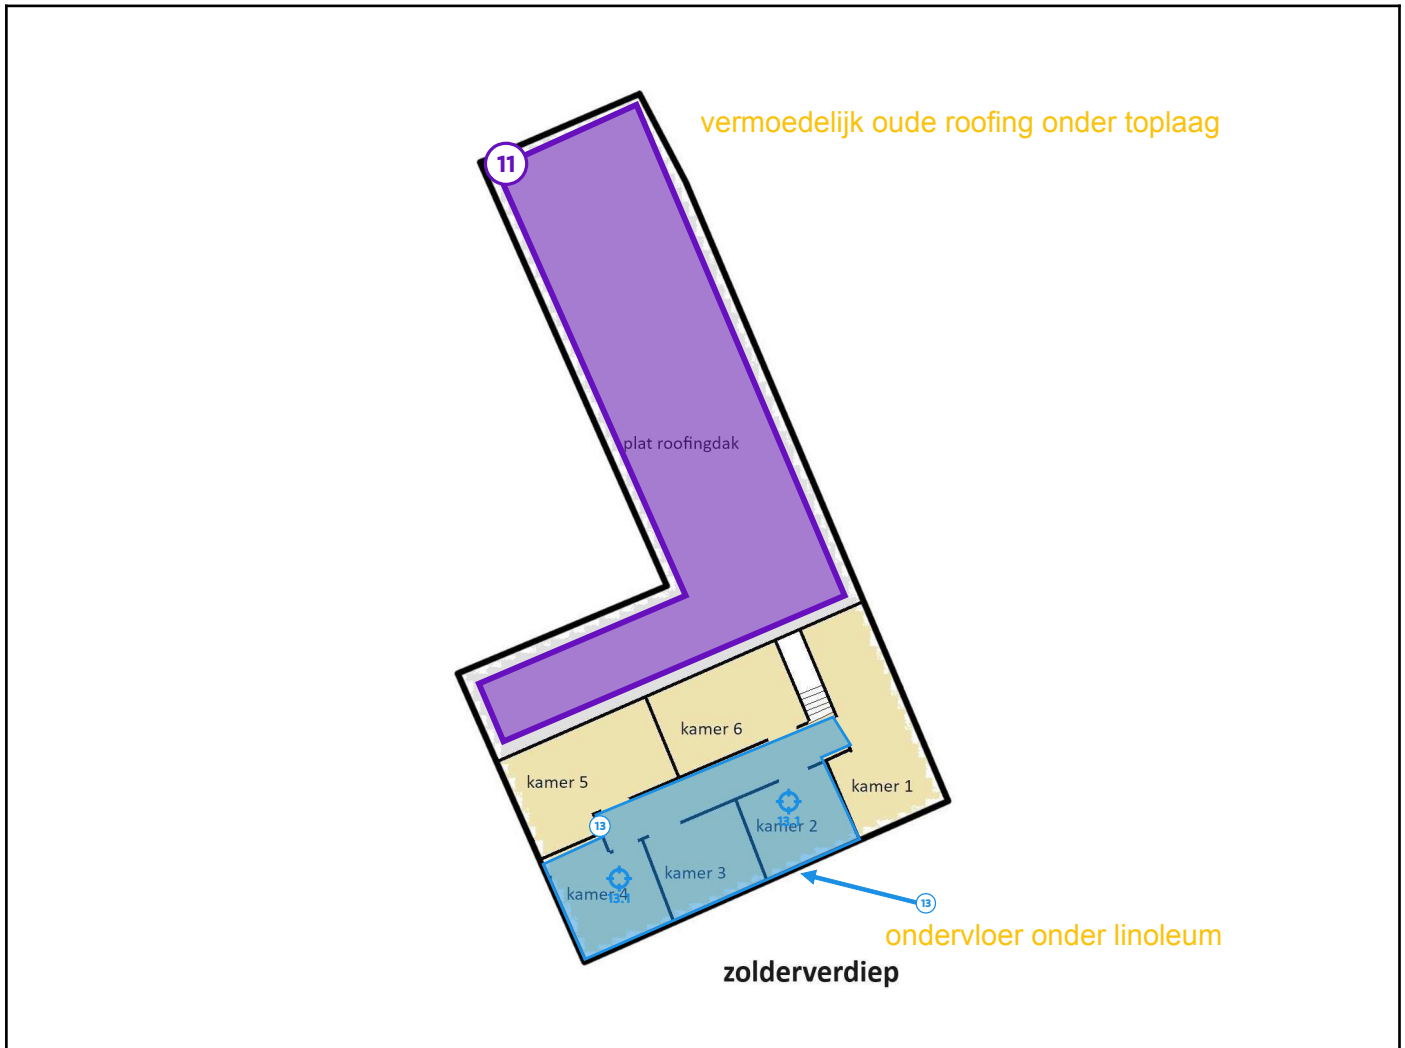 vermoedelijk oude roofing onder toplaag
11
plat roofingdak
kamer 6
kamer 5
kamer 1
13
kamer 2
13.1
kamer 3
kamer 4
13.1
13
ondervloer onder linoleum
zolderverdiep